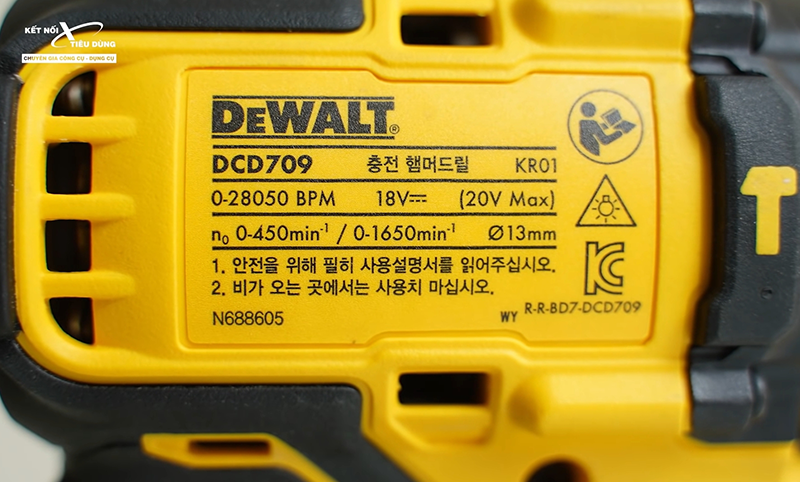 KẾT NỐI
TIÊU DÙNG
CHUYÊN GIA CÔNG CỤ - DỤNG CỤ
DEWALT®
DCD709 충전 햄머드릴 KR01
0-28050 BPM 18V⎓ (20V Max)
n₀ 0-450min⁻¹ / 0-1650min⁻¹ Ø13mm
1. 안전을 위해 필히 사용설명서를 읽어주십시오.
2. 비가 오는 곳에서는 사용치 마십시오.
N688605 WY R-R-BD7-DCD709